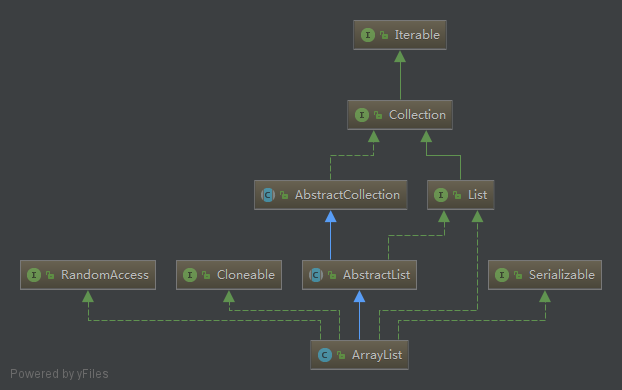 Iterable
Collection
AbstractCollection
List
RandomAccess
Cloneable
AbstractList
Serializable
ArrayList
Powered by yFiles